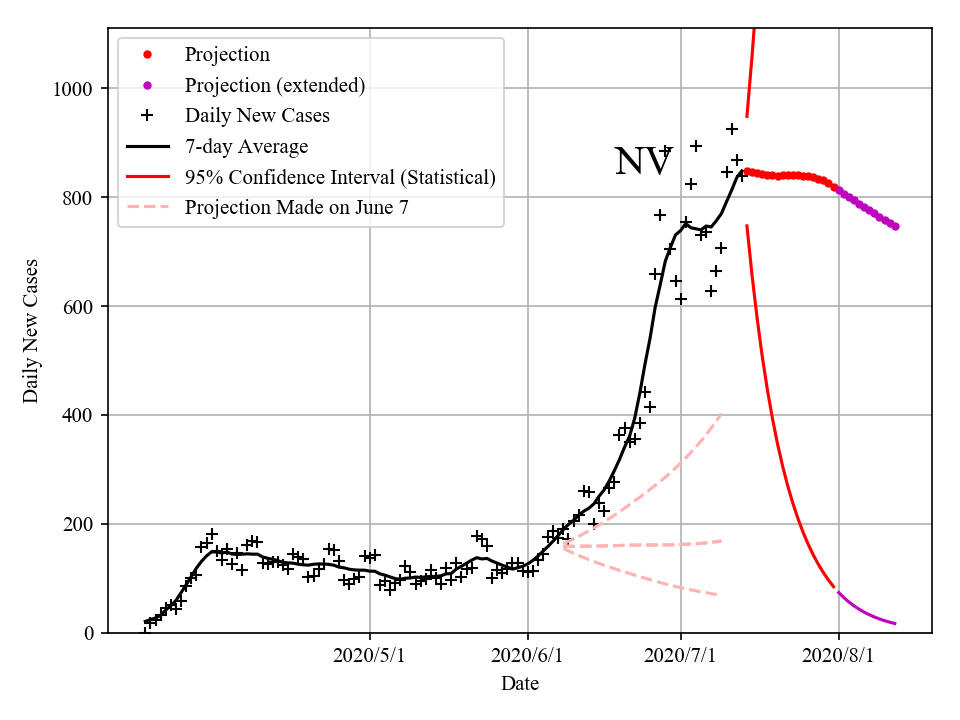 Projection
Projection (extended)
Daily New Cases
7-day Average
95% Confidence Interval (Statistical)
Projection Made on June 7
NV
1000
800
600
400
200
0
Daily New Cases
2020/5/1
2020/6/1
2020/7/1
2020/8/1
Date